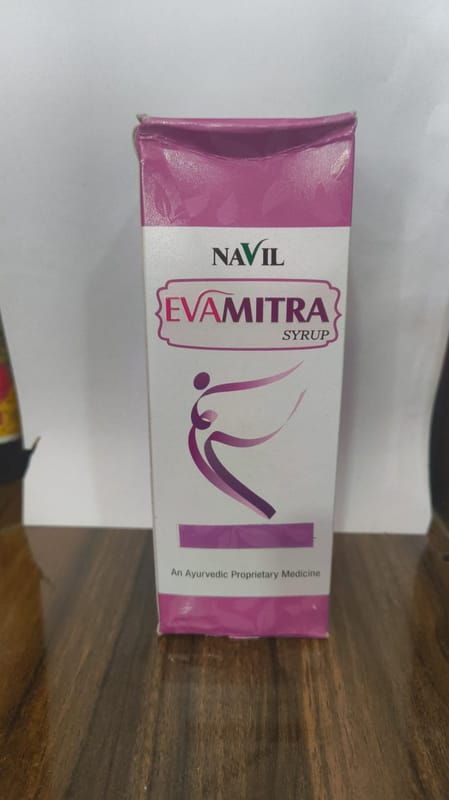 NAVIL
EVAMITRA
SYRUP
An Ayurvedic Proprietary Medicine